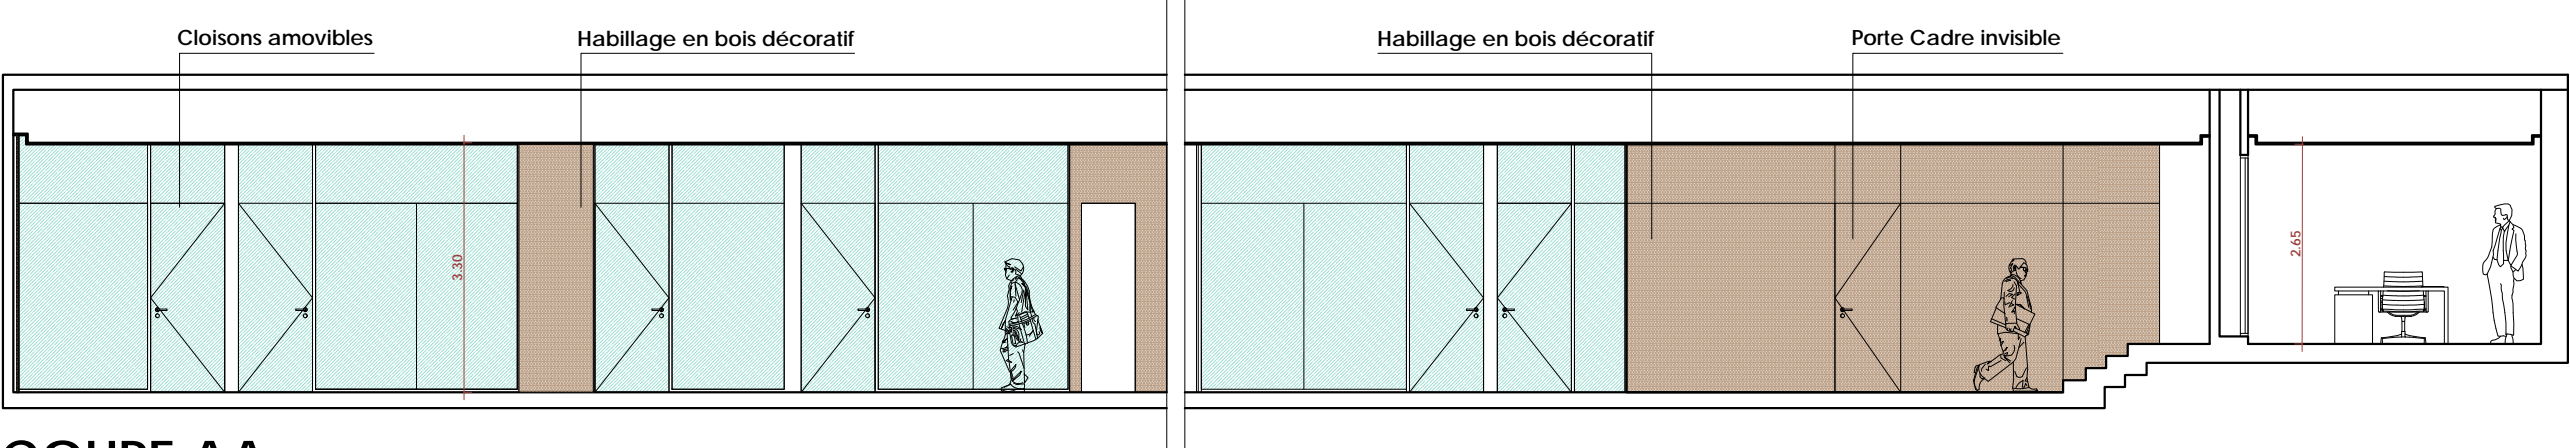 Cloisons amovibles
Habillage en bois décoratif
Habillage en bois décoratif
Porte Cadre invisible
3.30
2.65
COUPE AA